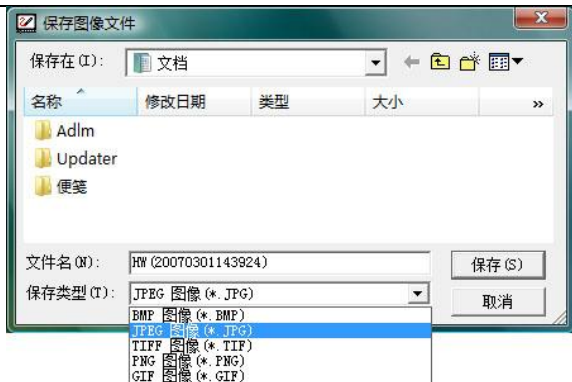 保存图像文件
保存在(I): 文档
名称 修改日期 类型 大小 »
Adlm
Updater
便笺
文件名(N): HW(20070301143924) 保存(S)
保存类型(T): JPEG 图像(*.JPG) 取消
BMP 图像(*.BMP)
JPEG 图像(*.JPG)
TIFF 图像(*.TIF)
PNG 图像(*.PNG)
GIF 图像(*.GIF)